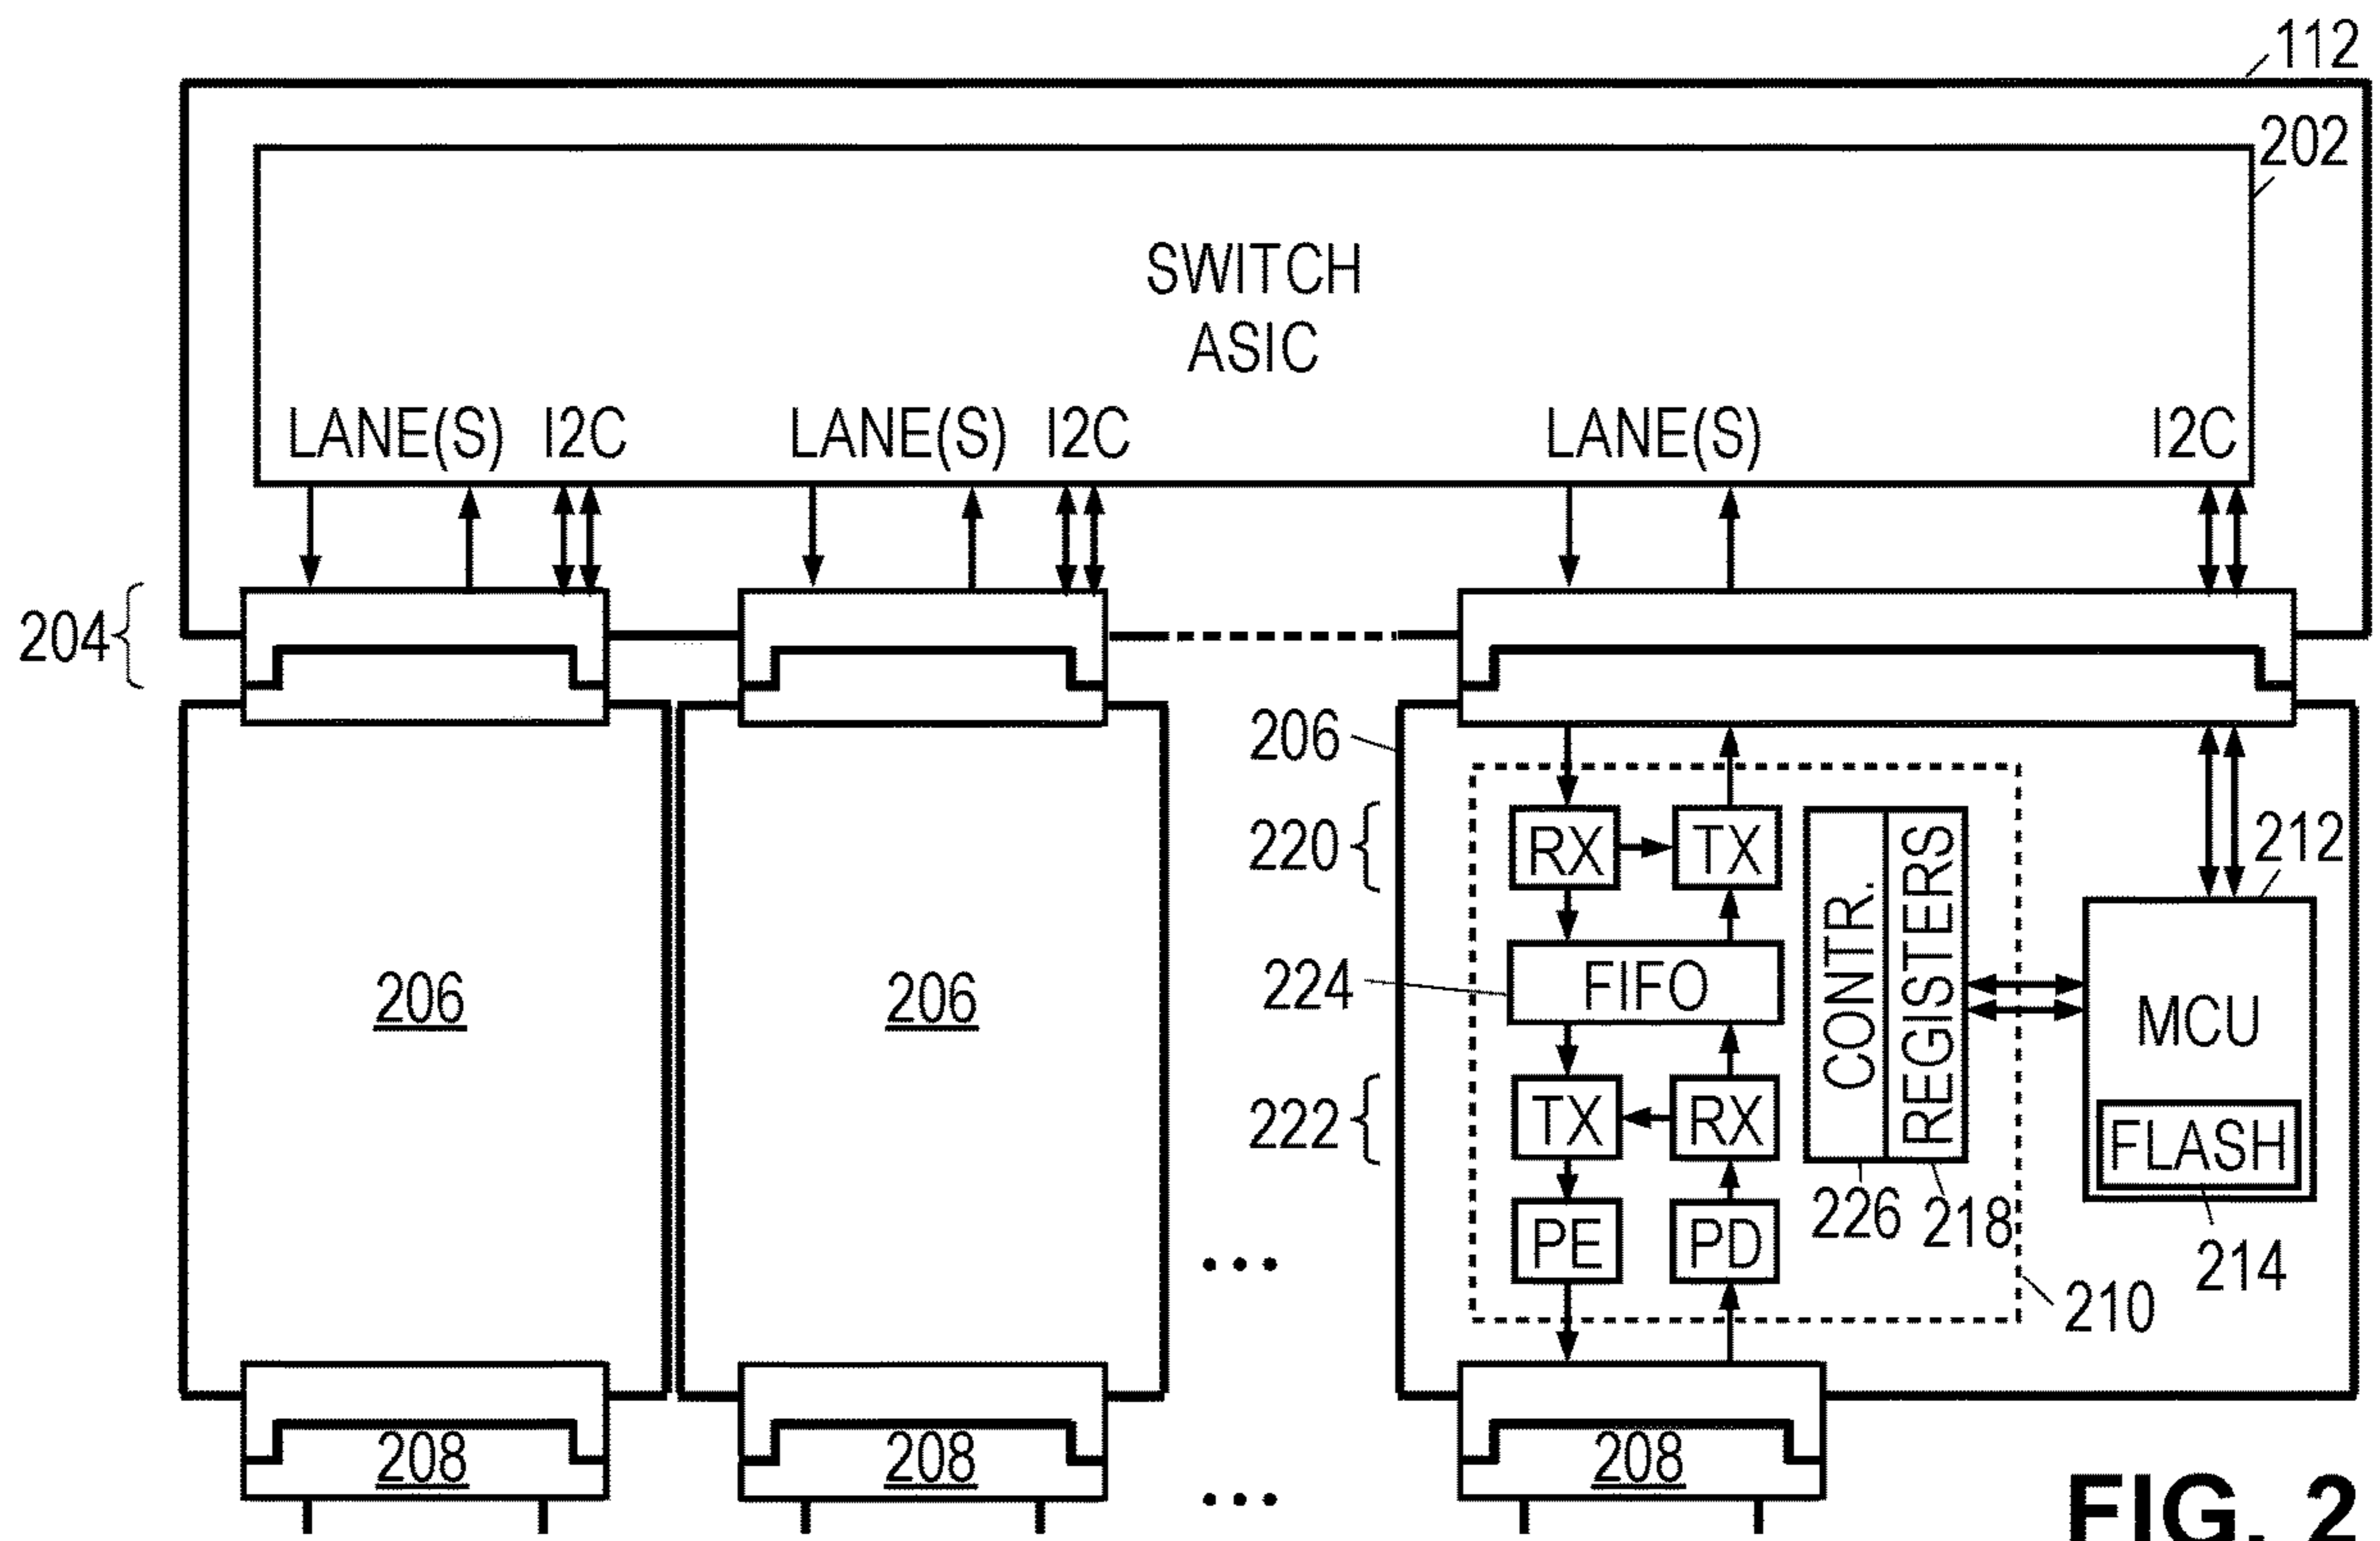 112
202
SWITCH
ASIC
LANE(S) I2C LANE(S) I2C LANE(S) I2C
204
206
220 RX TX 212
224 FIFO CONTR. REGISTERS
206 206 MCU
222 TX RX FLASH
PE PD 226 218
214
210
208 208 208
FIG. 2